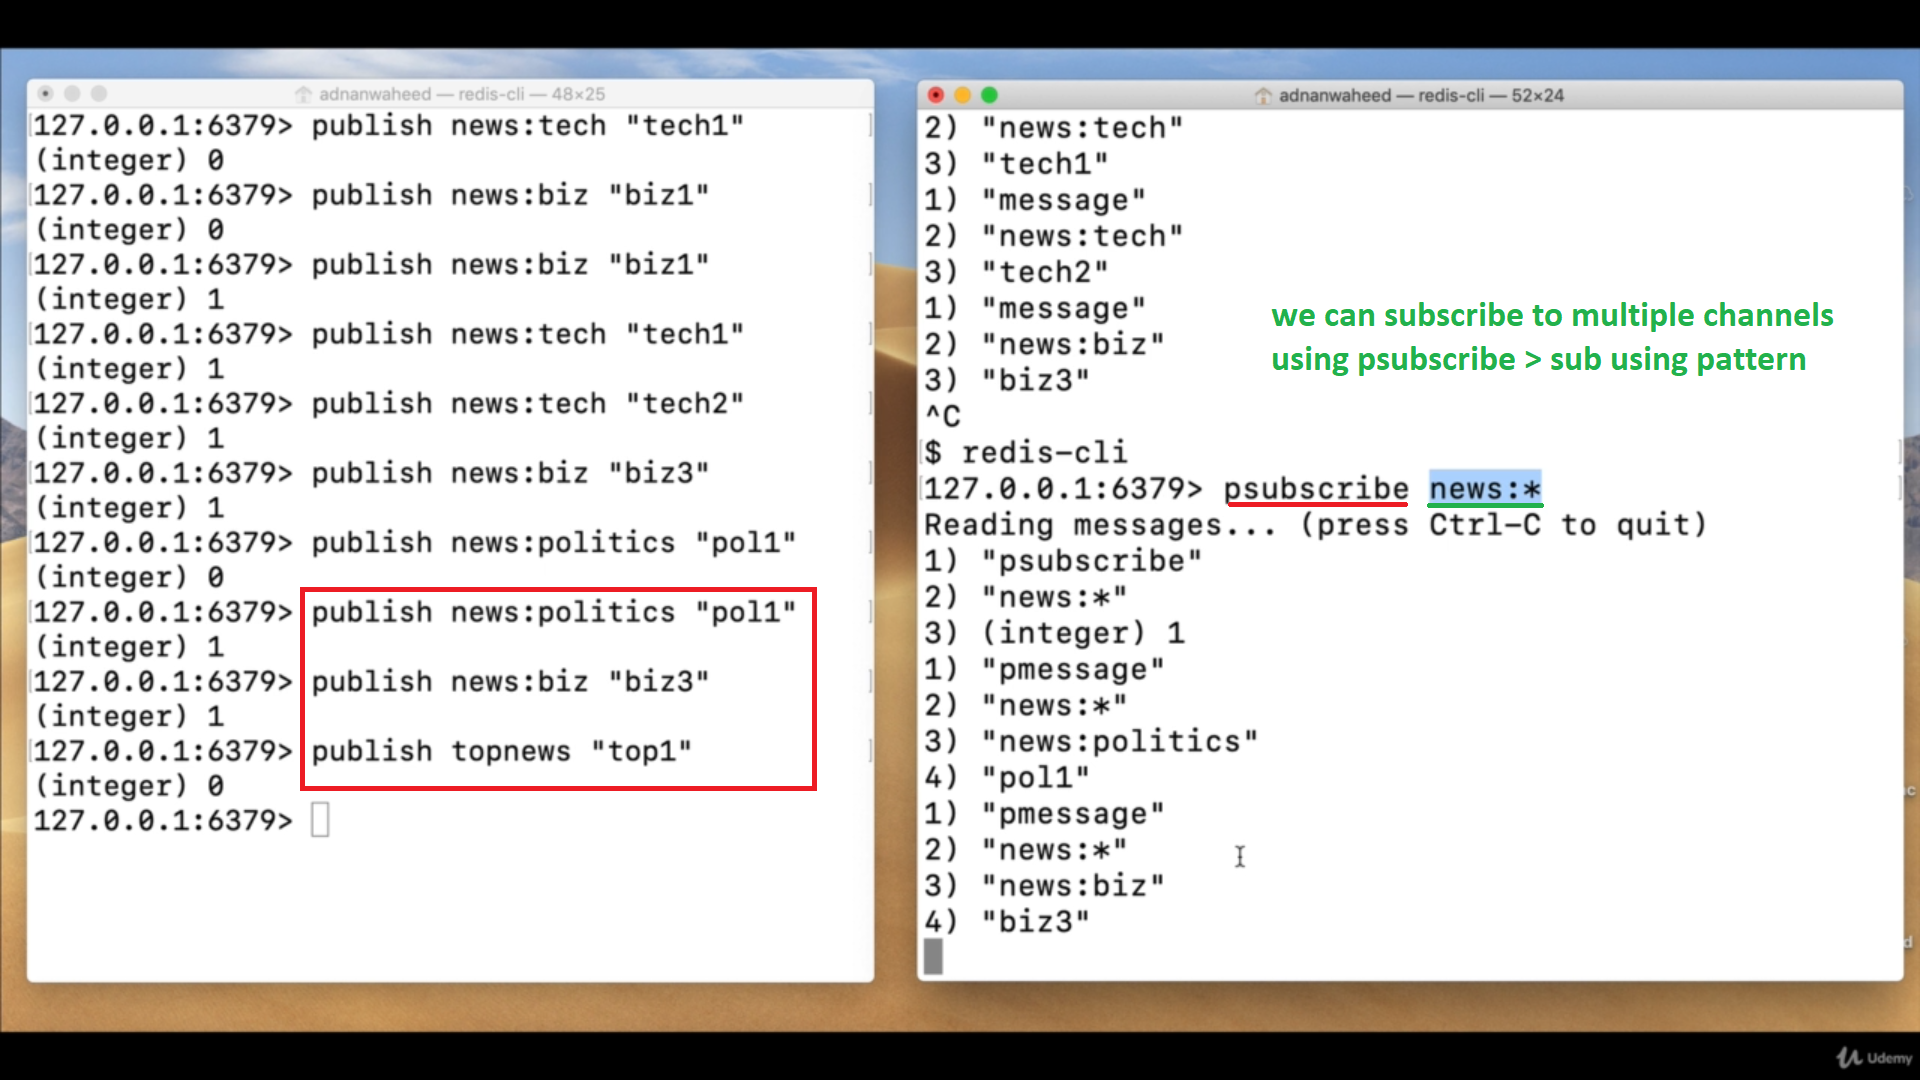 adnanwaheed — redis-cli — 48×25
127.0.0.1:6379> publish news:tech "tech1"
(integer) 0
127.0.0.1:6379> publish news:biz "biz1"
(integer) 0
127.0.0.1:6379> publish news:biz "biz1"
(integer) 1
127.0.0.1:6379> publish news:tech "tech1"
(integer) 1
127.0.0.1:6379> publish news:tech "tech2"
(integer) 1
127.0.0.1:6379> publish news:biz "biz3"
(integer) 1
127.0.0.1:6379> publish news:politics "pol1"
(integer) 0
127.0.0.1:6379> publish news:politics "pol1"
(integer) 1
127.0.0.1:6379> publish news:biz "biz3"
(integer) 1
127.0.0.1:6379> publish topnews "top1"
(integer) 0
127.0.0.1:6379>
adnanwaheed — redis-cli — 52×24
2) "news:tech"
3) "tech1"
1) "message"
2) "news:tech"
3) "tech2"
1) "message"
2) "news:biz"
3) "biz3"
^C
$ redis-cli
127.0.0.1:6379> psubscribe news:*
Reading messages... (press Ctrl-C to quit)
1) "psubscribe"
2) "news:*"
3) (integer) 1
1) "pmessage"
2) "news:*"
3) "news:politics"
4) "pol1"
1) "pmessage"
2) "news:*"
3) "news:biz"
4) "biz3"
we can subscribe to multiple channels
using psubscribe > sub using pattern
Udemy